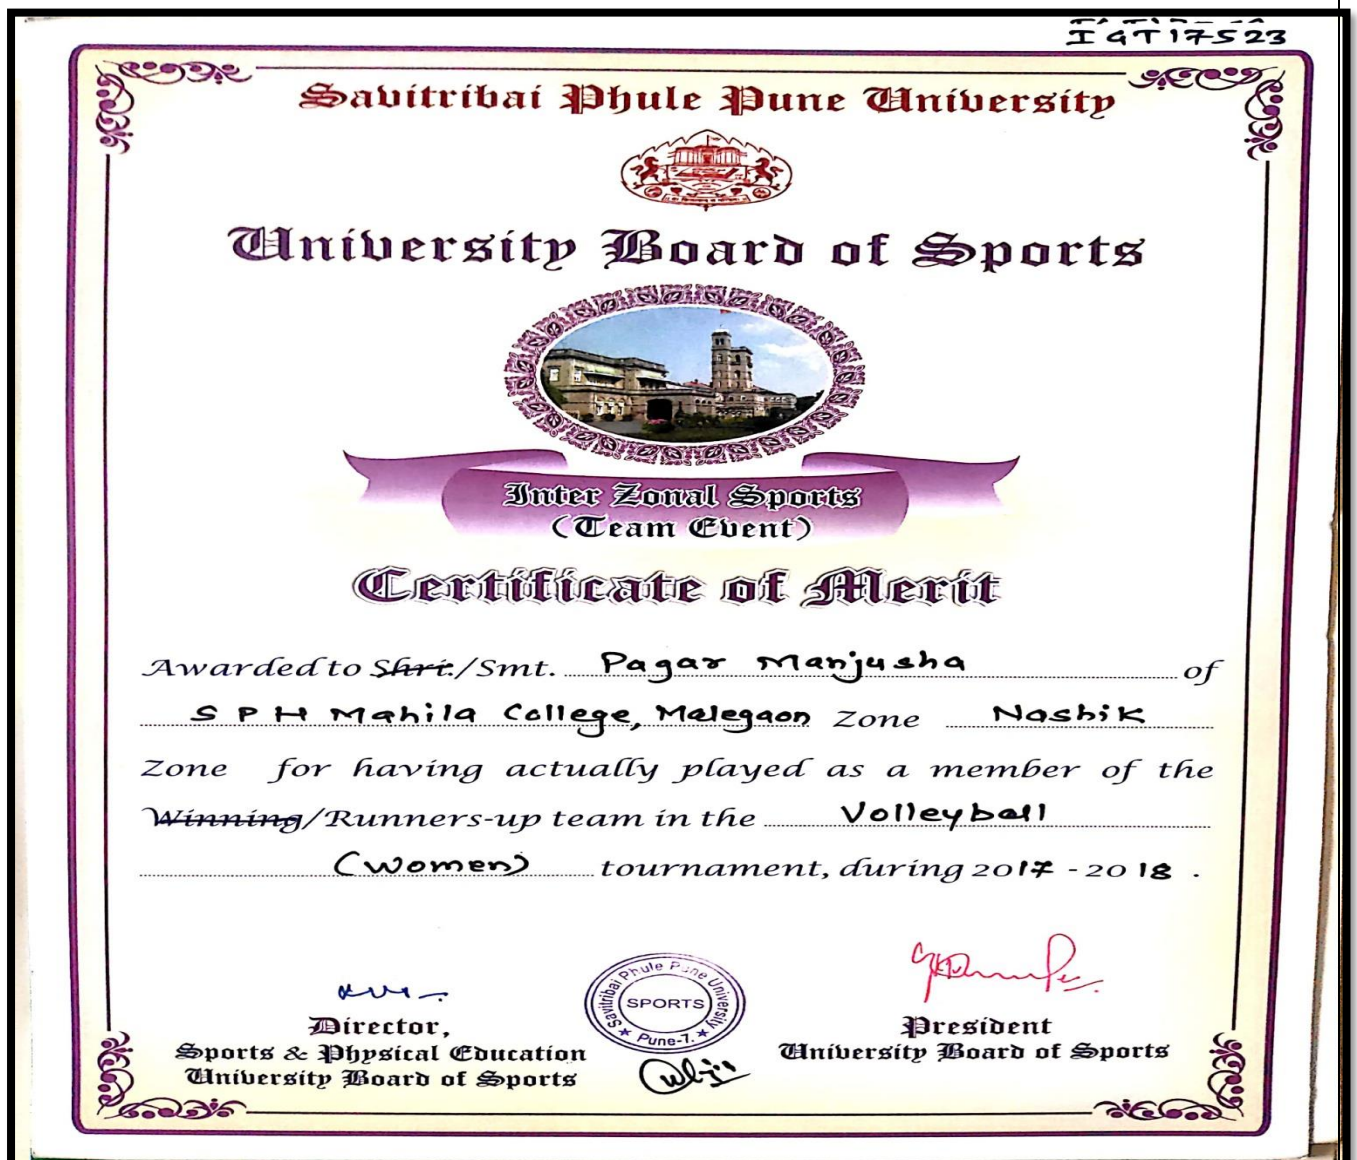 IGT17523
Savitribai Phule Pune University
University Board of Sports
Inter Zonal Sports
(Team Event)
Certificate of Merit
Awarded to Shri./Smt. Pagar Manjusha of
S P H Mahila College, Malegaon Zone Nashik
Zone for having actually played as a member of the
Winning/Runners-up team in the Volleyball
(Women) tournament, during 2017 - 2018 .
Savitribai Phule Pune University
SPORTS
Pune-7.
Director,
Sports & Physical Education
University Board of Sports
President
University Board of Sports